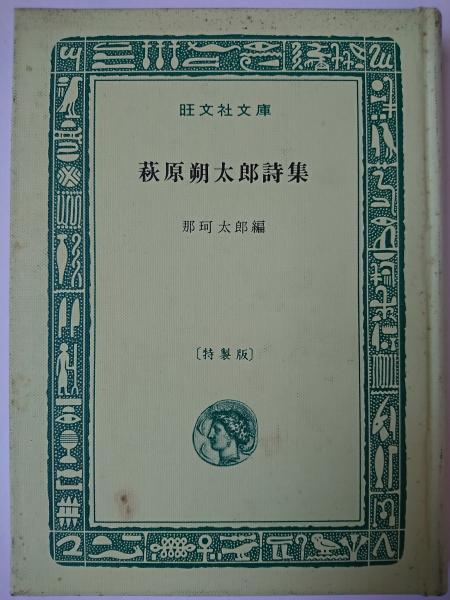 旺文社文庫
萩原朔太郎詩集
那珂太郎編
〔特製版〕